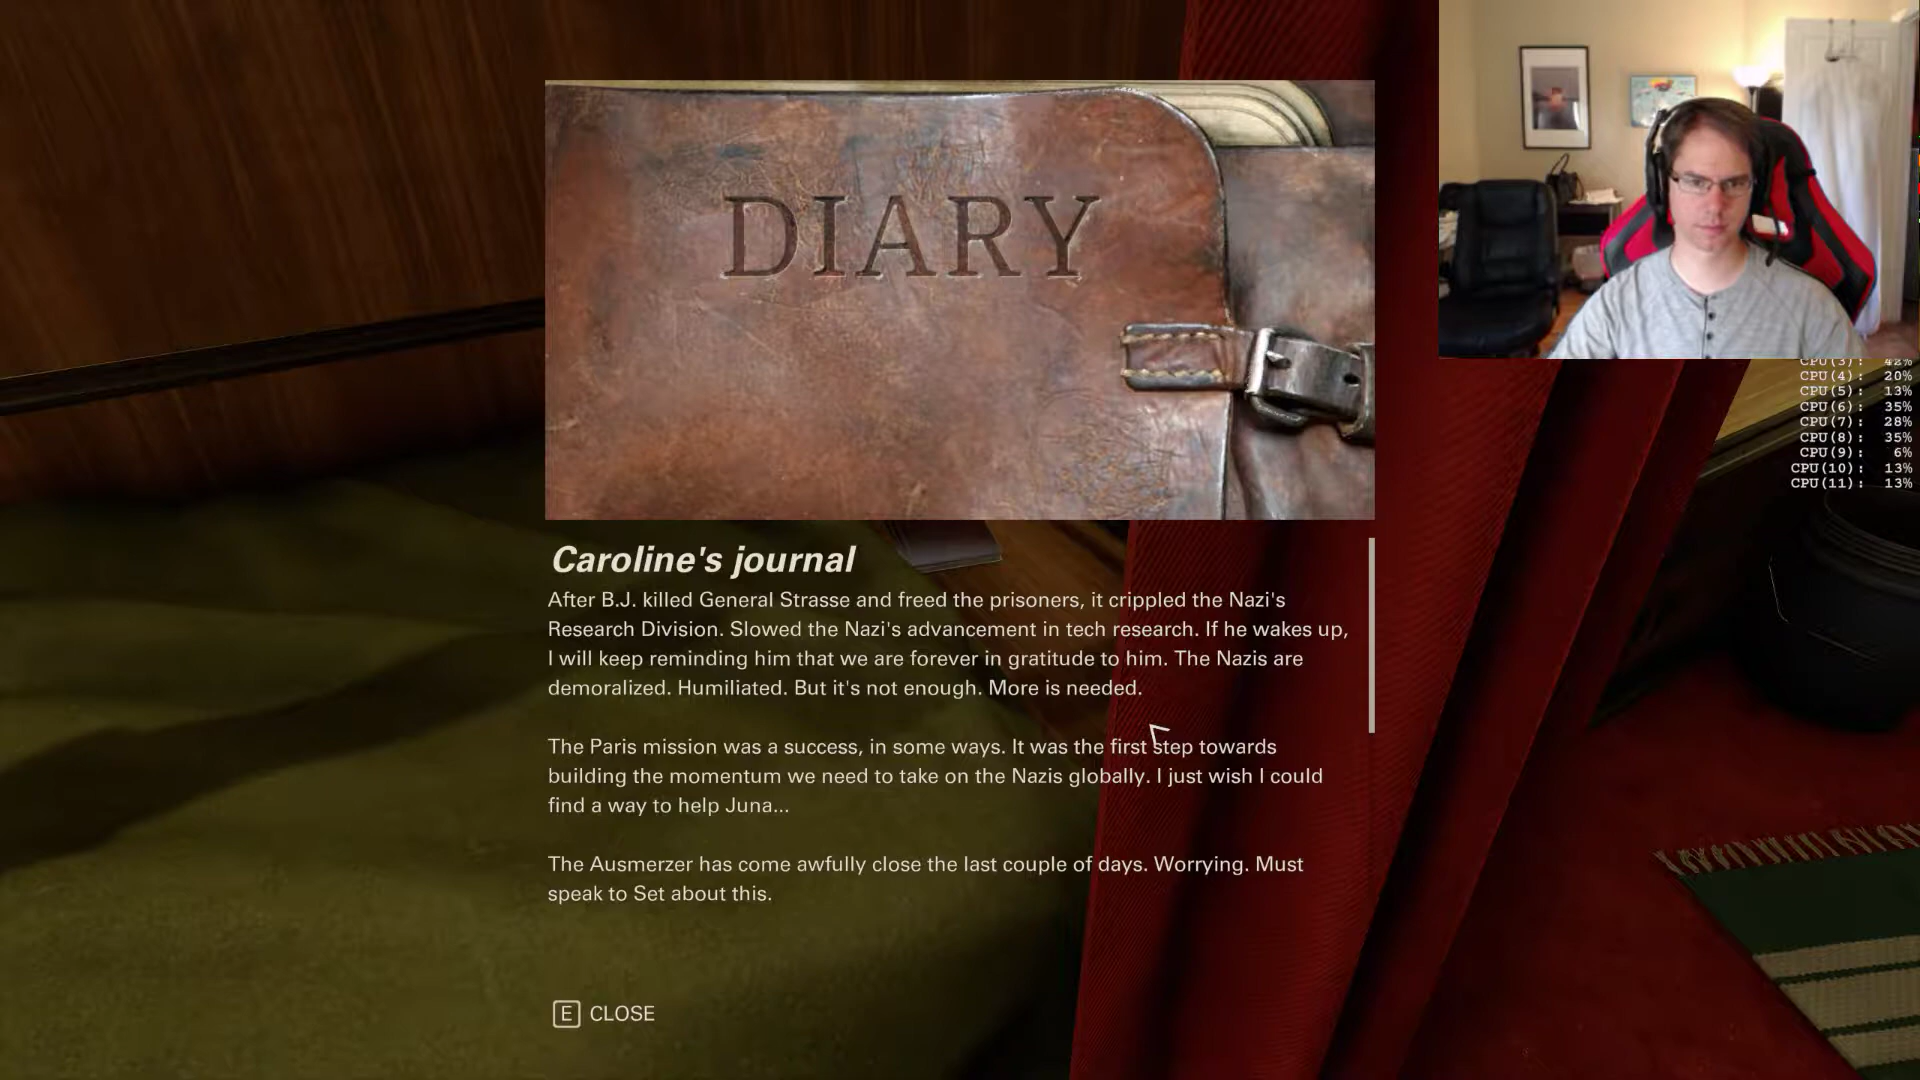 DIARY
Caroline's journal
After B.J. killed General Strasse and freed the prisoners, it crippled the Nazi's
Research Division. Slowed the Nazi's advancement in tech research. If he wakes up,
I will keep reminding him that we are forever in gratitude to him. The Nazis are
demoralized. Humiliated. But it's not enough. More is needed.
The Paris mission was a success, in some ways. It was the first step towards
building the momentum we need to take on the Nazis globally. I just wish I could
find a way to help Juna...
The Ausmerzer has come awfully close the last couple of days. Worrying. Must
speak to Set about this.
E CLOSE
CPU(3): 42%
CPU(4): 20%
CPU(5): 13%
CPU(6): 35%
CPU(7): 28%
CPU(8): 35%
CPU(9): 6%
CPU(10): 13%
CPU(11): 13%